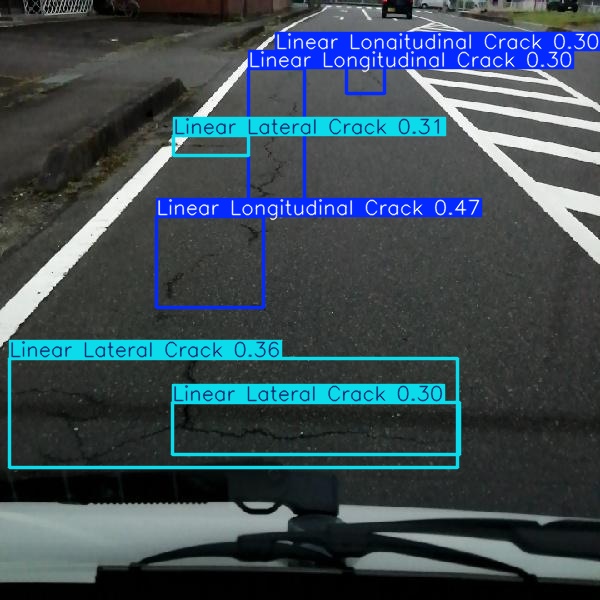 Linear Longitudinal Crack 0.30
Linear Longitudinal Crack 0.30
Linear Lateral Crack 0.31
Linear Longitudinal Crack 0.47
Linear Lateral Crack 0.36
Linear Lateral Crack 0.30